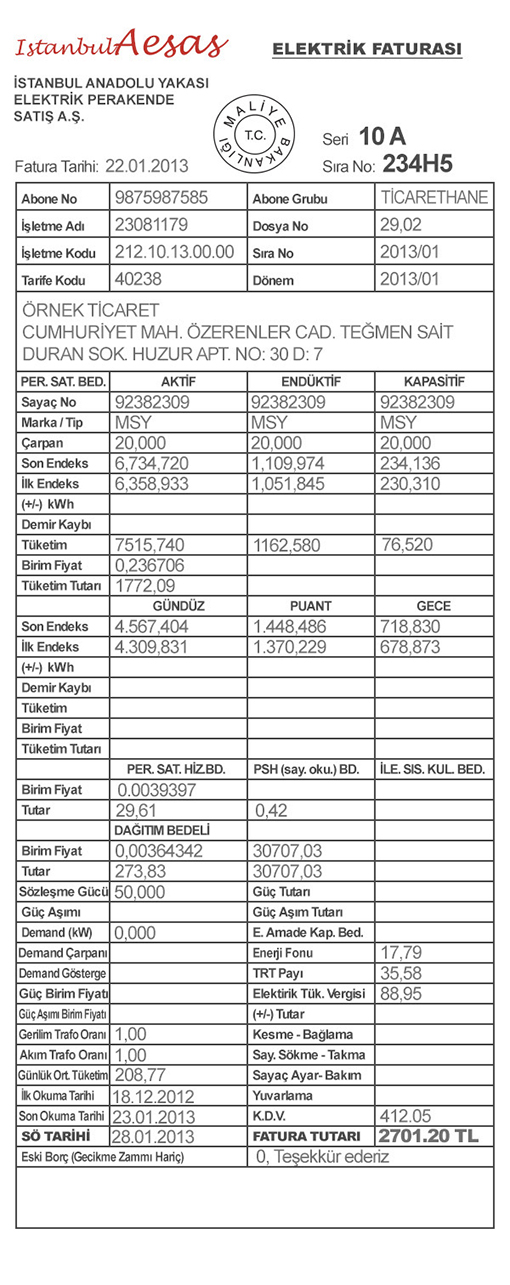 IstanbulAesas
ELEKTRİK FATURASI
İSTANBUL ANADOLU YAKASI
ELEKTRİK PERAKENDE
SATIŞ A.Ş.
MALİYE BAKANLIĞI
T.C.
Seri 10 A
Fatura Tarihi: 22.01.2013 Sıra No: 234H5
Abone No 9875987585 Abone Grubu TİCARETHANE
İşletme Adı 23081179 Dosya No 29,02
İşletme Kodu 212.10.13.00.00 Sıra No 2013/01
Tarife Kodu 40238 Dönem 2013/01
ÖRNEK TİCARET
CUMHURİYET MAH. ÖZERENLER CAD. TEĞMEN SAİT
DURAN SOK. HUZUR APT. NO: 30 D: 7
PER. SAT. BED. AKTİF ENDÜKTİF KAPASİTİF
Sayaç No 92382309 92382309 92382309
Marka / Tip MSY MSY MSY
Çarpan 20,000 20,000 20,000
Son Endeks 6,734,720 1,109,974 234,136
İlk Endeks 6,358,933 1,051,845 230,310
(+/-) kWh
Demir Kaybı
Tüketim 7515,740 1162,580 76,520
Birim Fiyat 0,236706
Tüketim Tutarı 1772,09
GÜNDÜZ PUANT GECE
Son Endeks 4.567,404 1.448,486 718,830
İlk Endeks 4.309,831 1.370,229 678,873
(+/-) kWh
Demir Kaybı
Tüketim
Birim Fiyat
Tüketim Tutarı
PER. SAT. HİZ.BD. PSH (say. oku.) BD. İLE. SIS. KUL. BED.
Birim Fiyat 0.0039397
Tutar 29,61 0,42
DAĞITIM BEDELİ
Birim Fiyat 0,00364342 30707,03
Tutar 273,83 30707,03
Sözleşme Gücü 50,000 Güç Tutarı
Güç Aşımı Güç Aşım Tutarı
Demand (kW) 0,000 E. Amade Kap. Bed.
Demand Çarpanı Enerji Fonu 17,79
Demand Gösterge TRT Payı 35,58
Güç Birim Fiyatı Elektirik Tük. Vergisi 88,95
Güç Aşımı Birim Fiyatı (+/-) Tutar
Gerilim Trafo Oranı 1,00 Kesme - Bağlama
Akım Trafo Oranı 1,00 Say. Sökme - Takma
Günlük Ort. Tüketim 208,77 Sayaç Ayar- Bakım
İlk Okuma Tarihi 18.12.2012 Yuvarlama
Son Okuma Tarihi 23.01.2013 K.D.V. 412.05
SÖ TARİHİ 28.01.2013 FATURA TUTARI 2701.20 TL
Eski Borç (Gecikme Zammı Hariç) 0, Teşekkür ederiz